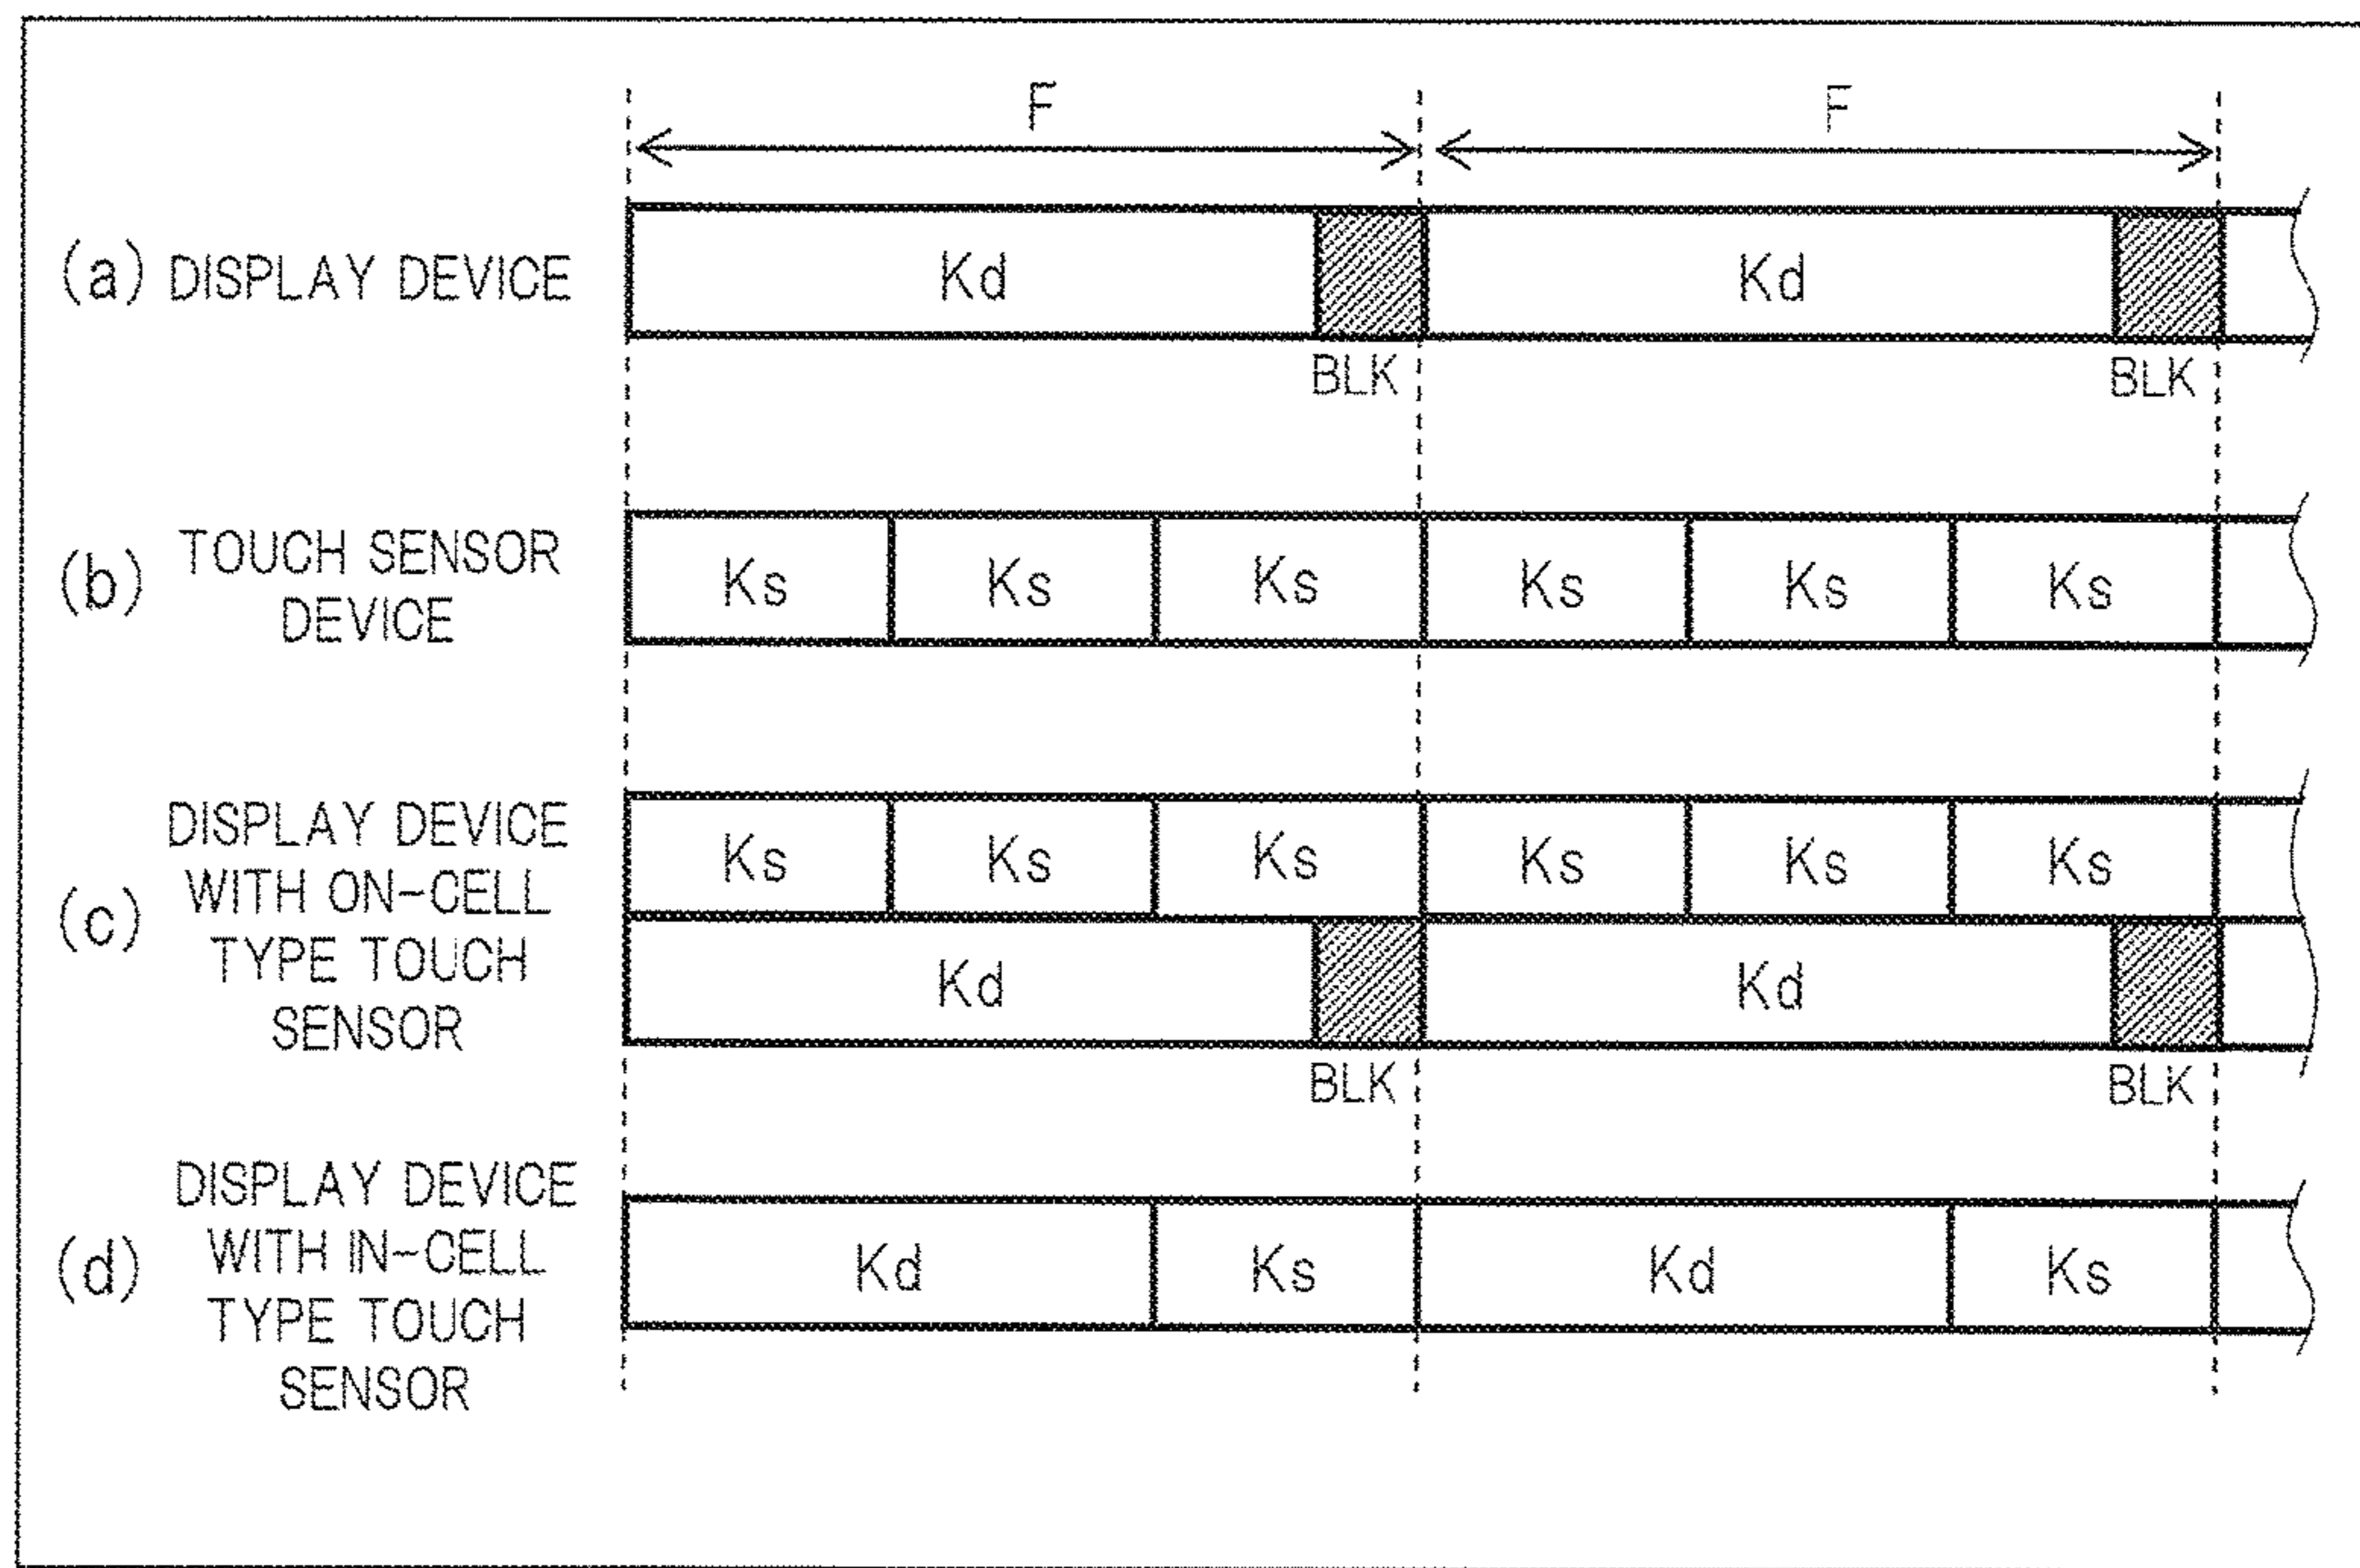 F F
(a) DISPLAY DEVICE
Kd Kd
BLK BLK
(b) TOUCH SENSOR
DEVICE
Ks Ks Ks Ks Ks Ks
(c) DISPLAY DEVICE
WITH ON-CELL
TYPE TOUCH
SENSOR
Ks Ks Ks Ks Ks Ks
Kd Kd
BLK BLK
(d) DISPLAY DEVICE
WITH IN-CELL
TYPE TOUCH
SENSOR
Kd Ks Kd Ks